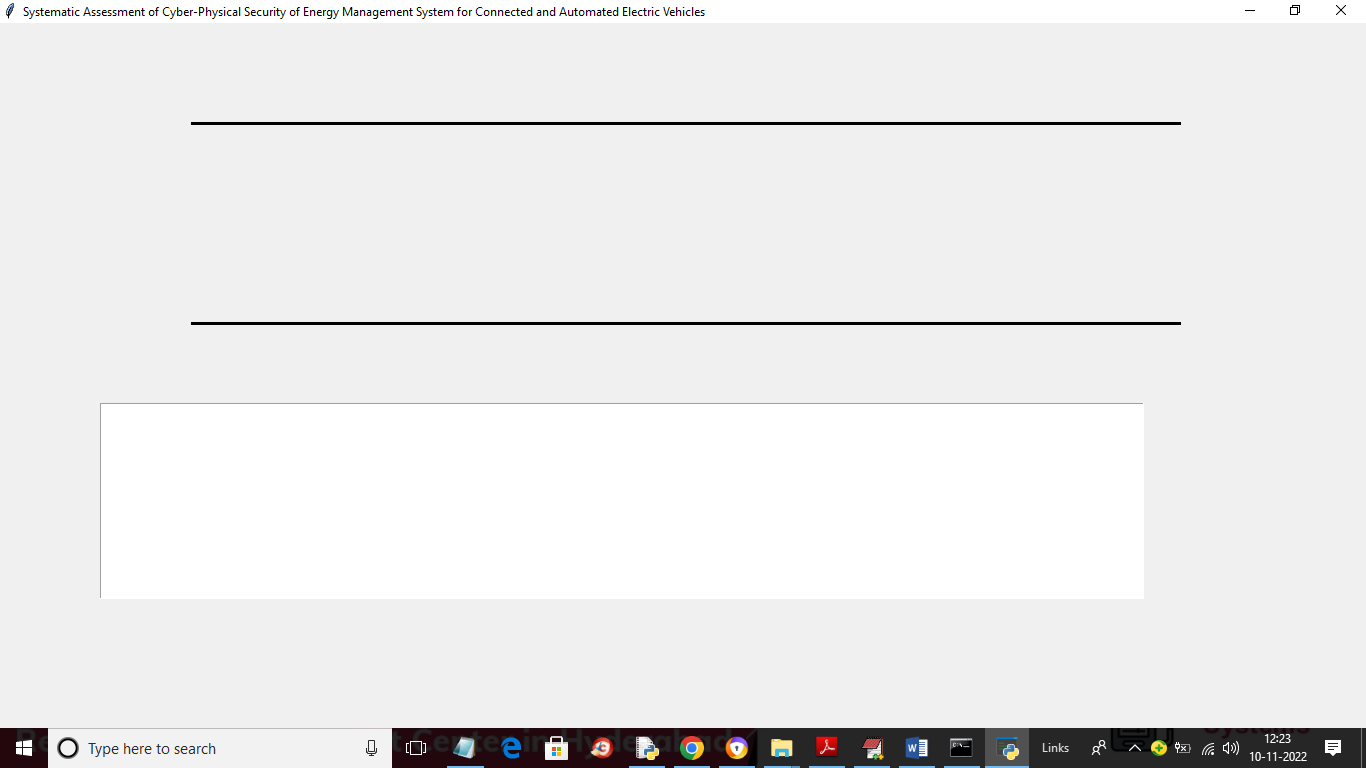 Systematic Assessment of Cyber-Physical Security of Energy Management System for Connected and Automated Electric Vehicles
Type here to search
Links
12:23
10-11-2022